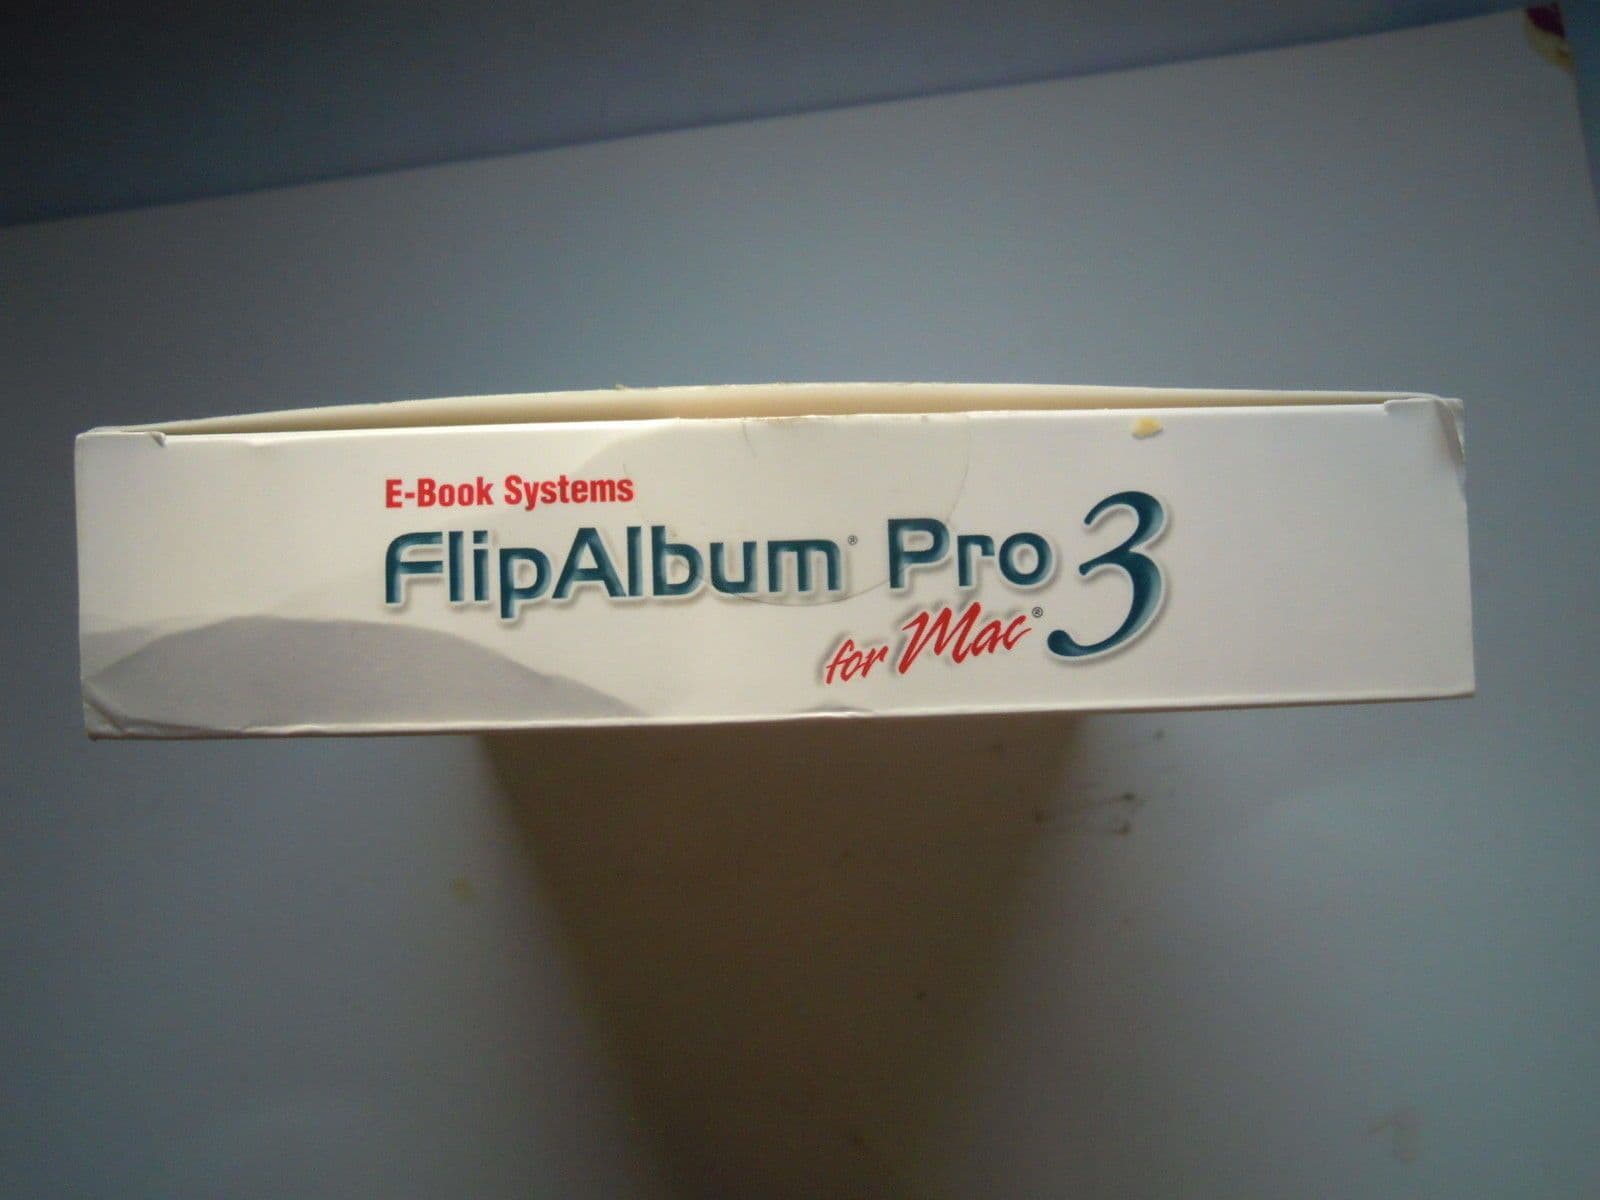 E-Book Systems
FlipAlbum® Pro 3
for Mac®